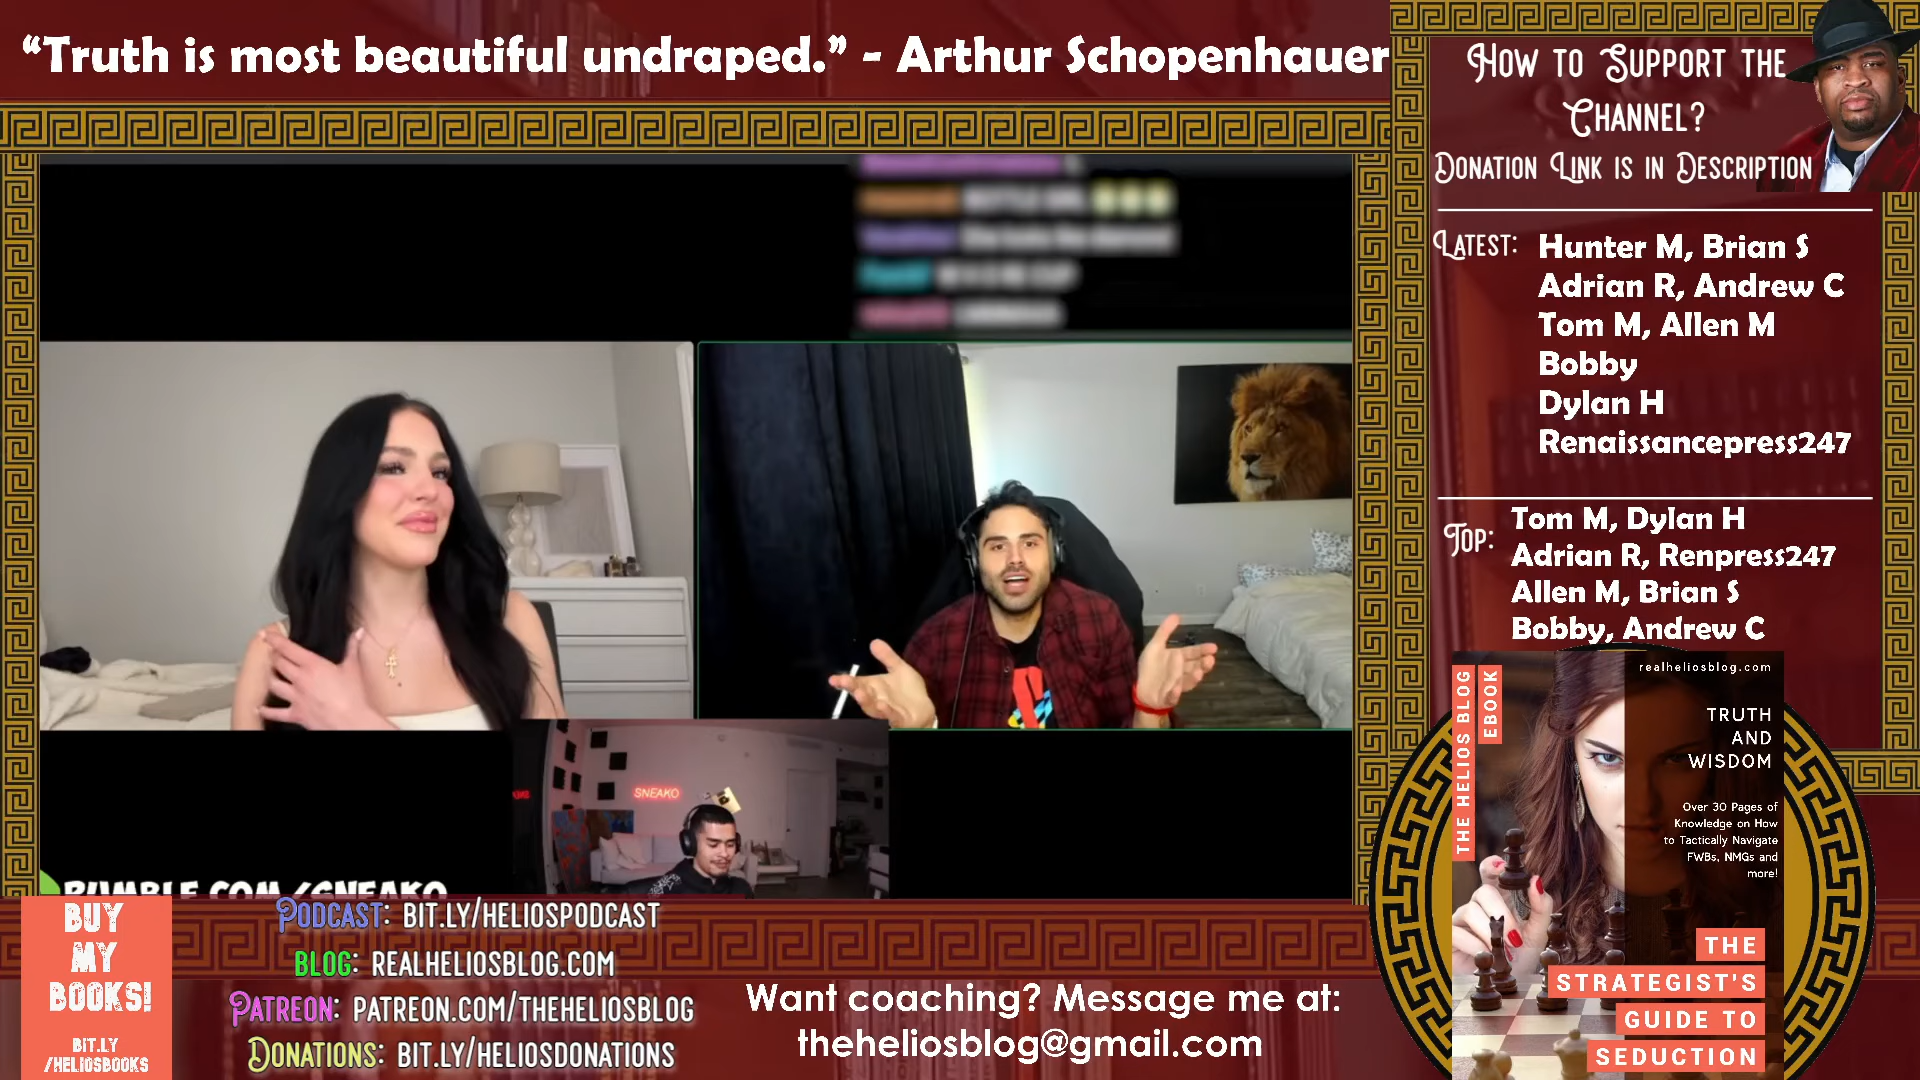 “Truth is most beautiful undraped.” - Arthur Schopenhauer
How to Support the
Channel?
Donation Link is in Description
Latest:
Hunter M, Brian S
Adrian R, Andrew C
Tom M, Allen M
Bobby
Dylan H
Renaissancepress247
Top:
Tom M, Dylan H
Adrian R, Renpress247
Allen M, Brian S
Bobby, Andrew C
SNEAKO
RUMBLE.COM/SNEAKO
realheliosblog.com
THE HELIOS BLOG
EBOOK
TRUTH
AND
WISDOM
Over 30 Pages of
Knowledge on How
to Tactically Navigate
FWBs, NMGs and
more!
THE
STRATEGIST'S
GUIDE TO
SEDUCTION
BUY
MY
BOOKS!
BIT.LY
/HELIOSBOOKS
Podcast: BIT.LY/HELIOSPODCAST
BLOG: REALHELIOSBLOG.COM
Patreon: PATREON.COM/THEHELIOSBLOG
Donations: BIT.LY/HELIOSDONATIONS
Want coaching? Message me at:
theheliosblog@gmail.com